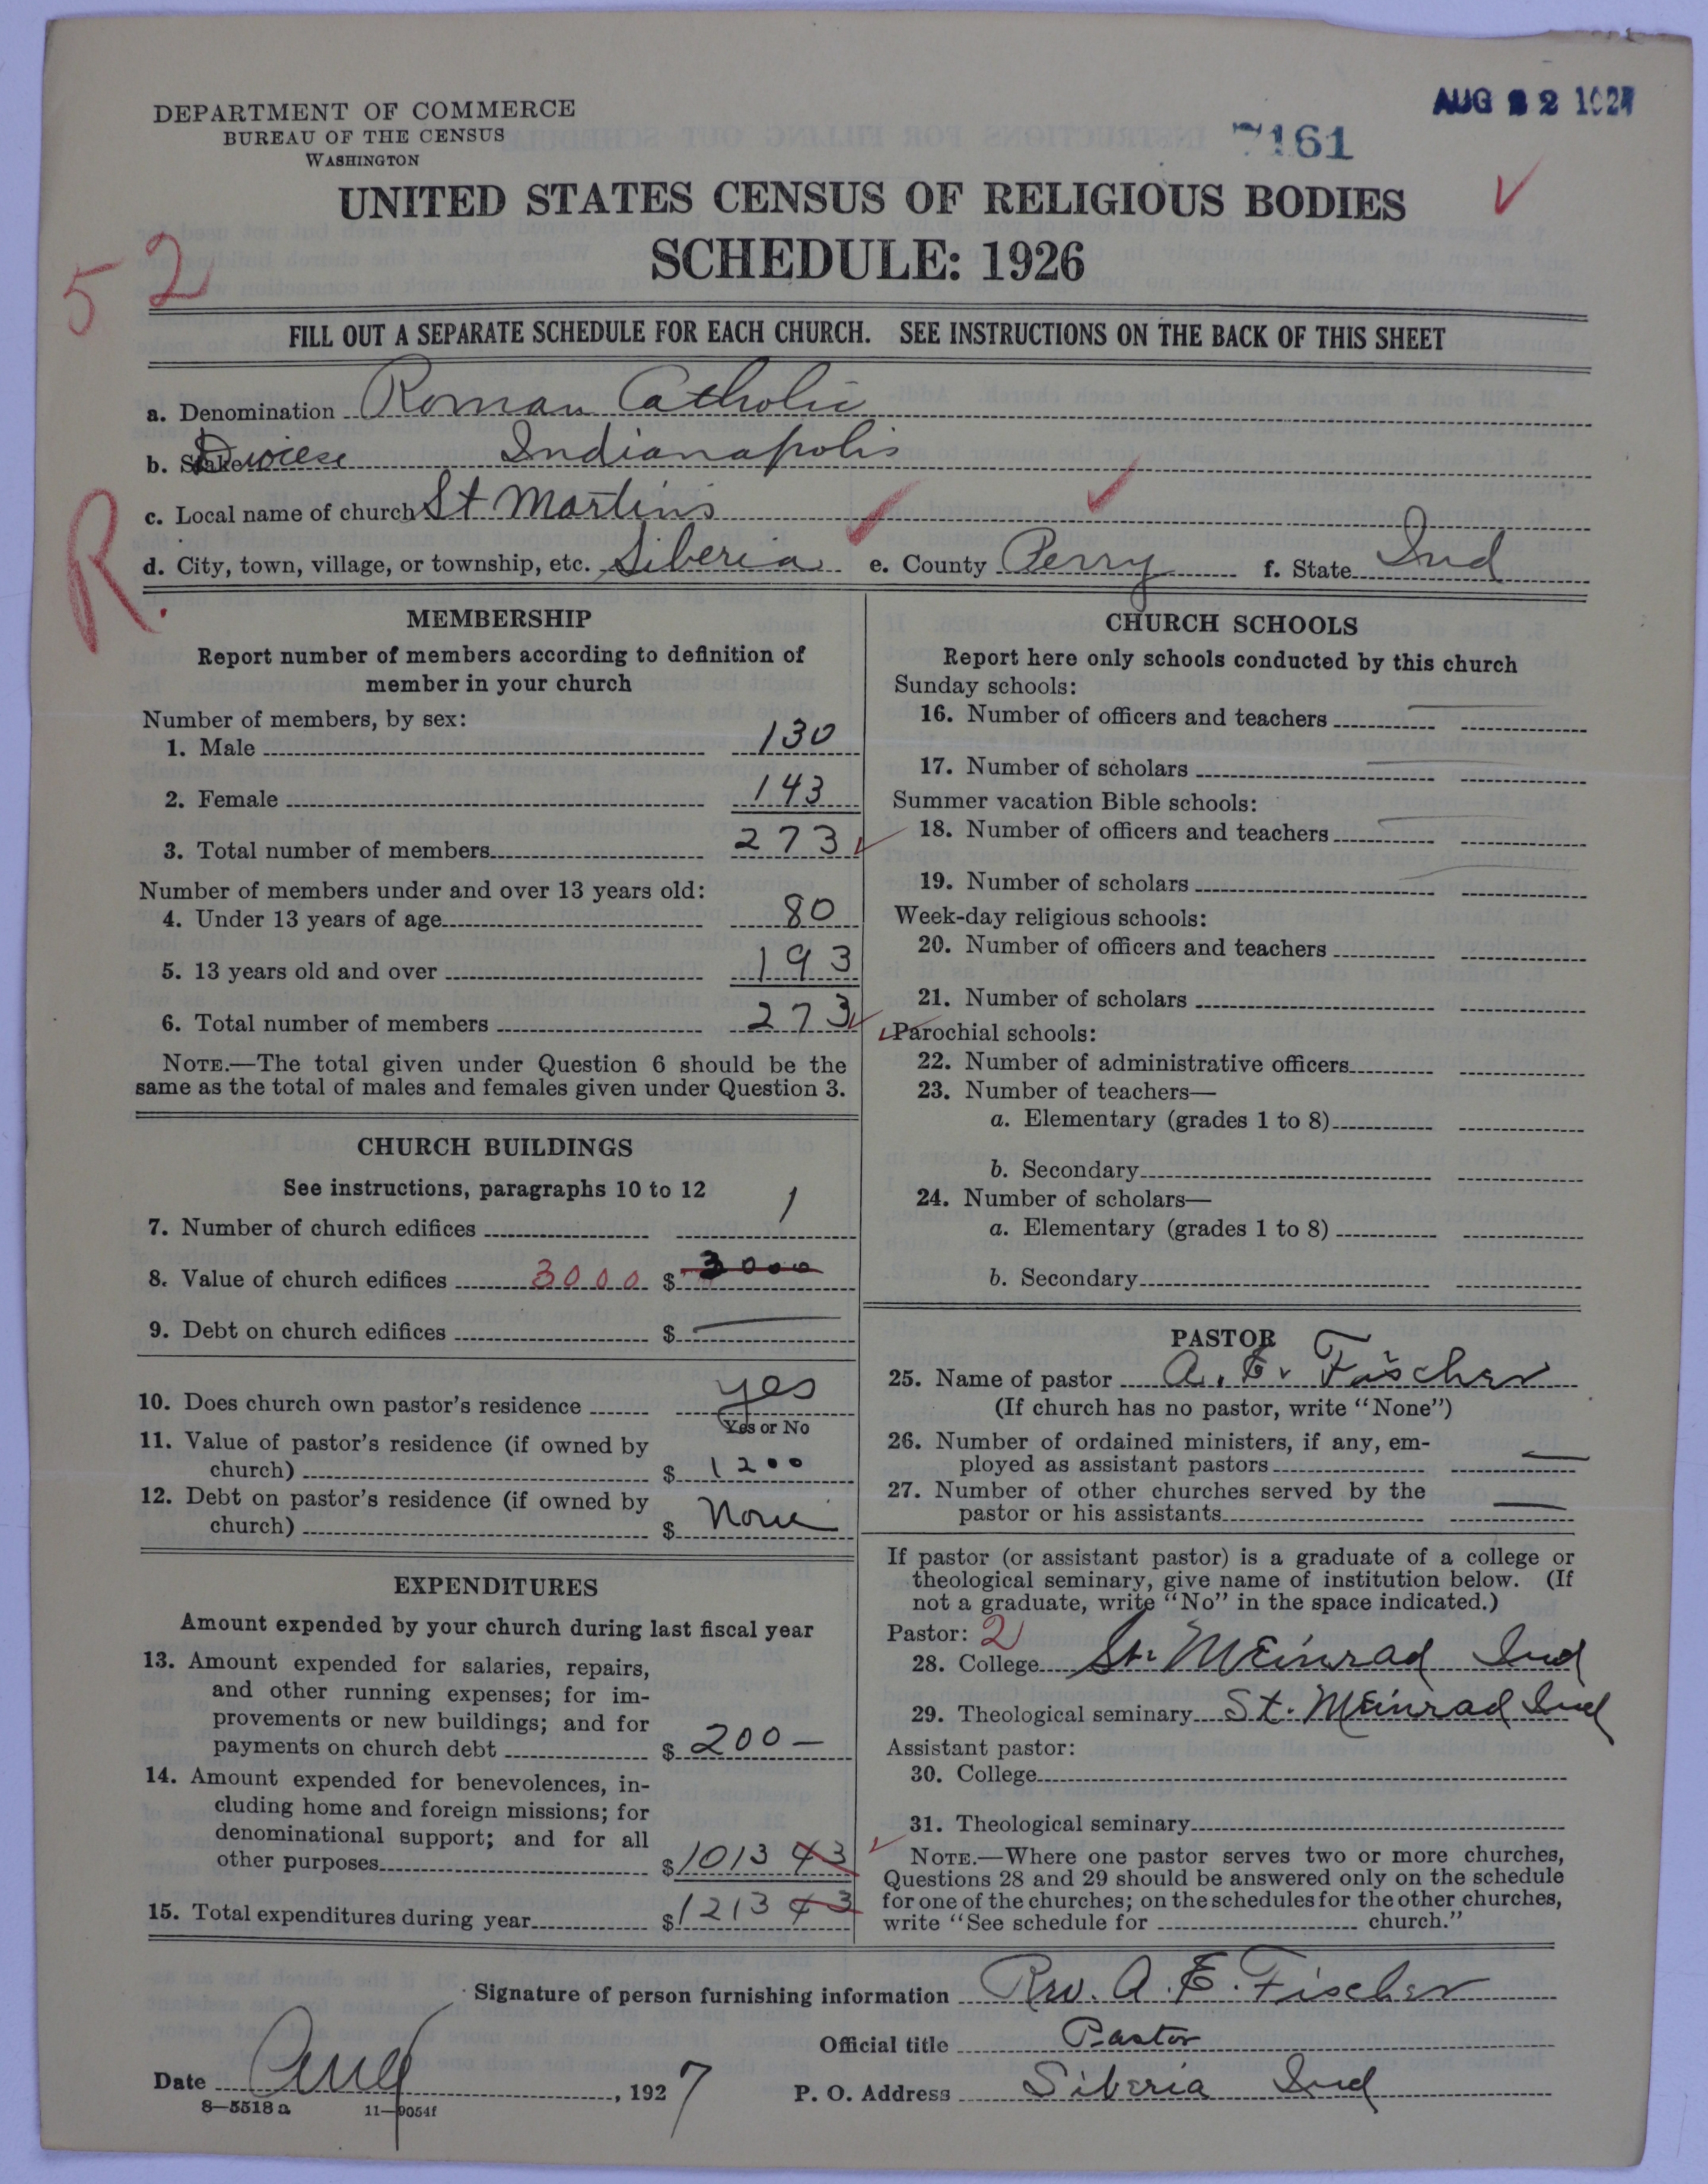 DEPARTMENT OF COMMERCE
BUREAU OF THE CENSUS
WASHINGTON
AUG 22 1927
7161
UNITED STATES CENSUS OF RELIGIOUS BODIES
SCHEDULE: 1926
52
FILL OUT A SEPARATE SCHEDULE FOR EACH CHURCH. SEE INSTRUCTIONS ON THE BACK OF THIS SHEET
a. Denomination Roman Catholic
b. Indianapolis
c. Local name of church St Martins
R.
d. City, town, village, or township, etc. Siberia e. County Perry f. State Ind
MEMBERSHIP
Report number of members according to definition of
member in your church
Number of members, by sex:
1. Male 130
2. Female 143
3. Total number of members 273
Number of members under and over 13 years old:
4. Under 13 years of age 80
5. 13 years old and over 193
6. Total number of members 273
NOTE.—The total given under Question 6 should be the
same as the total of males and females given under Question 3.
CHURCH BUILDINGS
See instructions, paragraphs 10 to 12
7. Number of church edifices 1
8. Value of church edifices 3000 $ 3000
9. Debt on church edifices $ —
10. Does church own pastor's residence yes
Yes or No
11. Value of pastor's residence (if owned by
church) $ 1200
12. Debt on pastor's residence (if owned by
church) $ None
EXPENDITURES
Amount expended by your church during last fiscal year
13. Amount expended for salaries, repairs,
and other running expenses; for im-
provements or new buildings; and for
payments on church debt $ 200 —
14. Amount expended for benevolences, in-
cluding home and foreign missions; for
denominational support; and for all
other purposes $ 1013 43
15. Total expenditures during year $ 1213 43
CHURCH SCHOOLS
Report here only schools conducted by this church
Sunday schools:
16. Number of officers and teachers —
17. Number of scholars —
Summer vacation Bible schools:
18. Number of officers and teachers —
19. Number of scholars —
Week-day religious schools:
20. Number of officers and teachers
21. Number of scholars
Parochial schools:
22. Number of administrative officers
23. Number of teachers—
a. Elementary (grades 1 to 8)
b. Secondary
24. Number of scholars—
a. Elementary (grades 1 to 8)
b. Secondary
PASTOR
25. Name of pastor A. E. Fischer
(If church has no pastor, write "None")
26. Number of ordained ministers, if any, em-
ployed as assistant pastors —
27. Number of other churches served by the
pastor or his assistants —
If pastor (or assistant pastor) is a graduate of a college or
theological seminary, give name of institution below. (If
not a graduate, write "No" in the space indicated.)
Pastor: 2
28. College St. Meinrad Ind
29. Theological seminary St. Meinrad Ind
Assistant pastor:
30. College
31. Theological seminary
NOTE.—Where one pastor serves two or more churches,
Questions 28 and 29 should be answered only on the schedule
for one of the churches; on the schedules for the other churches,
write "See schedule for church."
Signature of person furnishing information Rev. A. E. Fischer
Official title Pastor
Date Aug , 1927
P. O. Address Siberia Ind
8—5518a 11—9054f